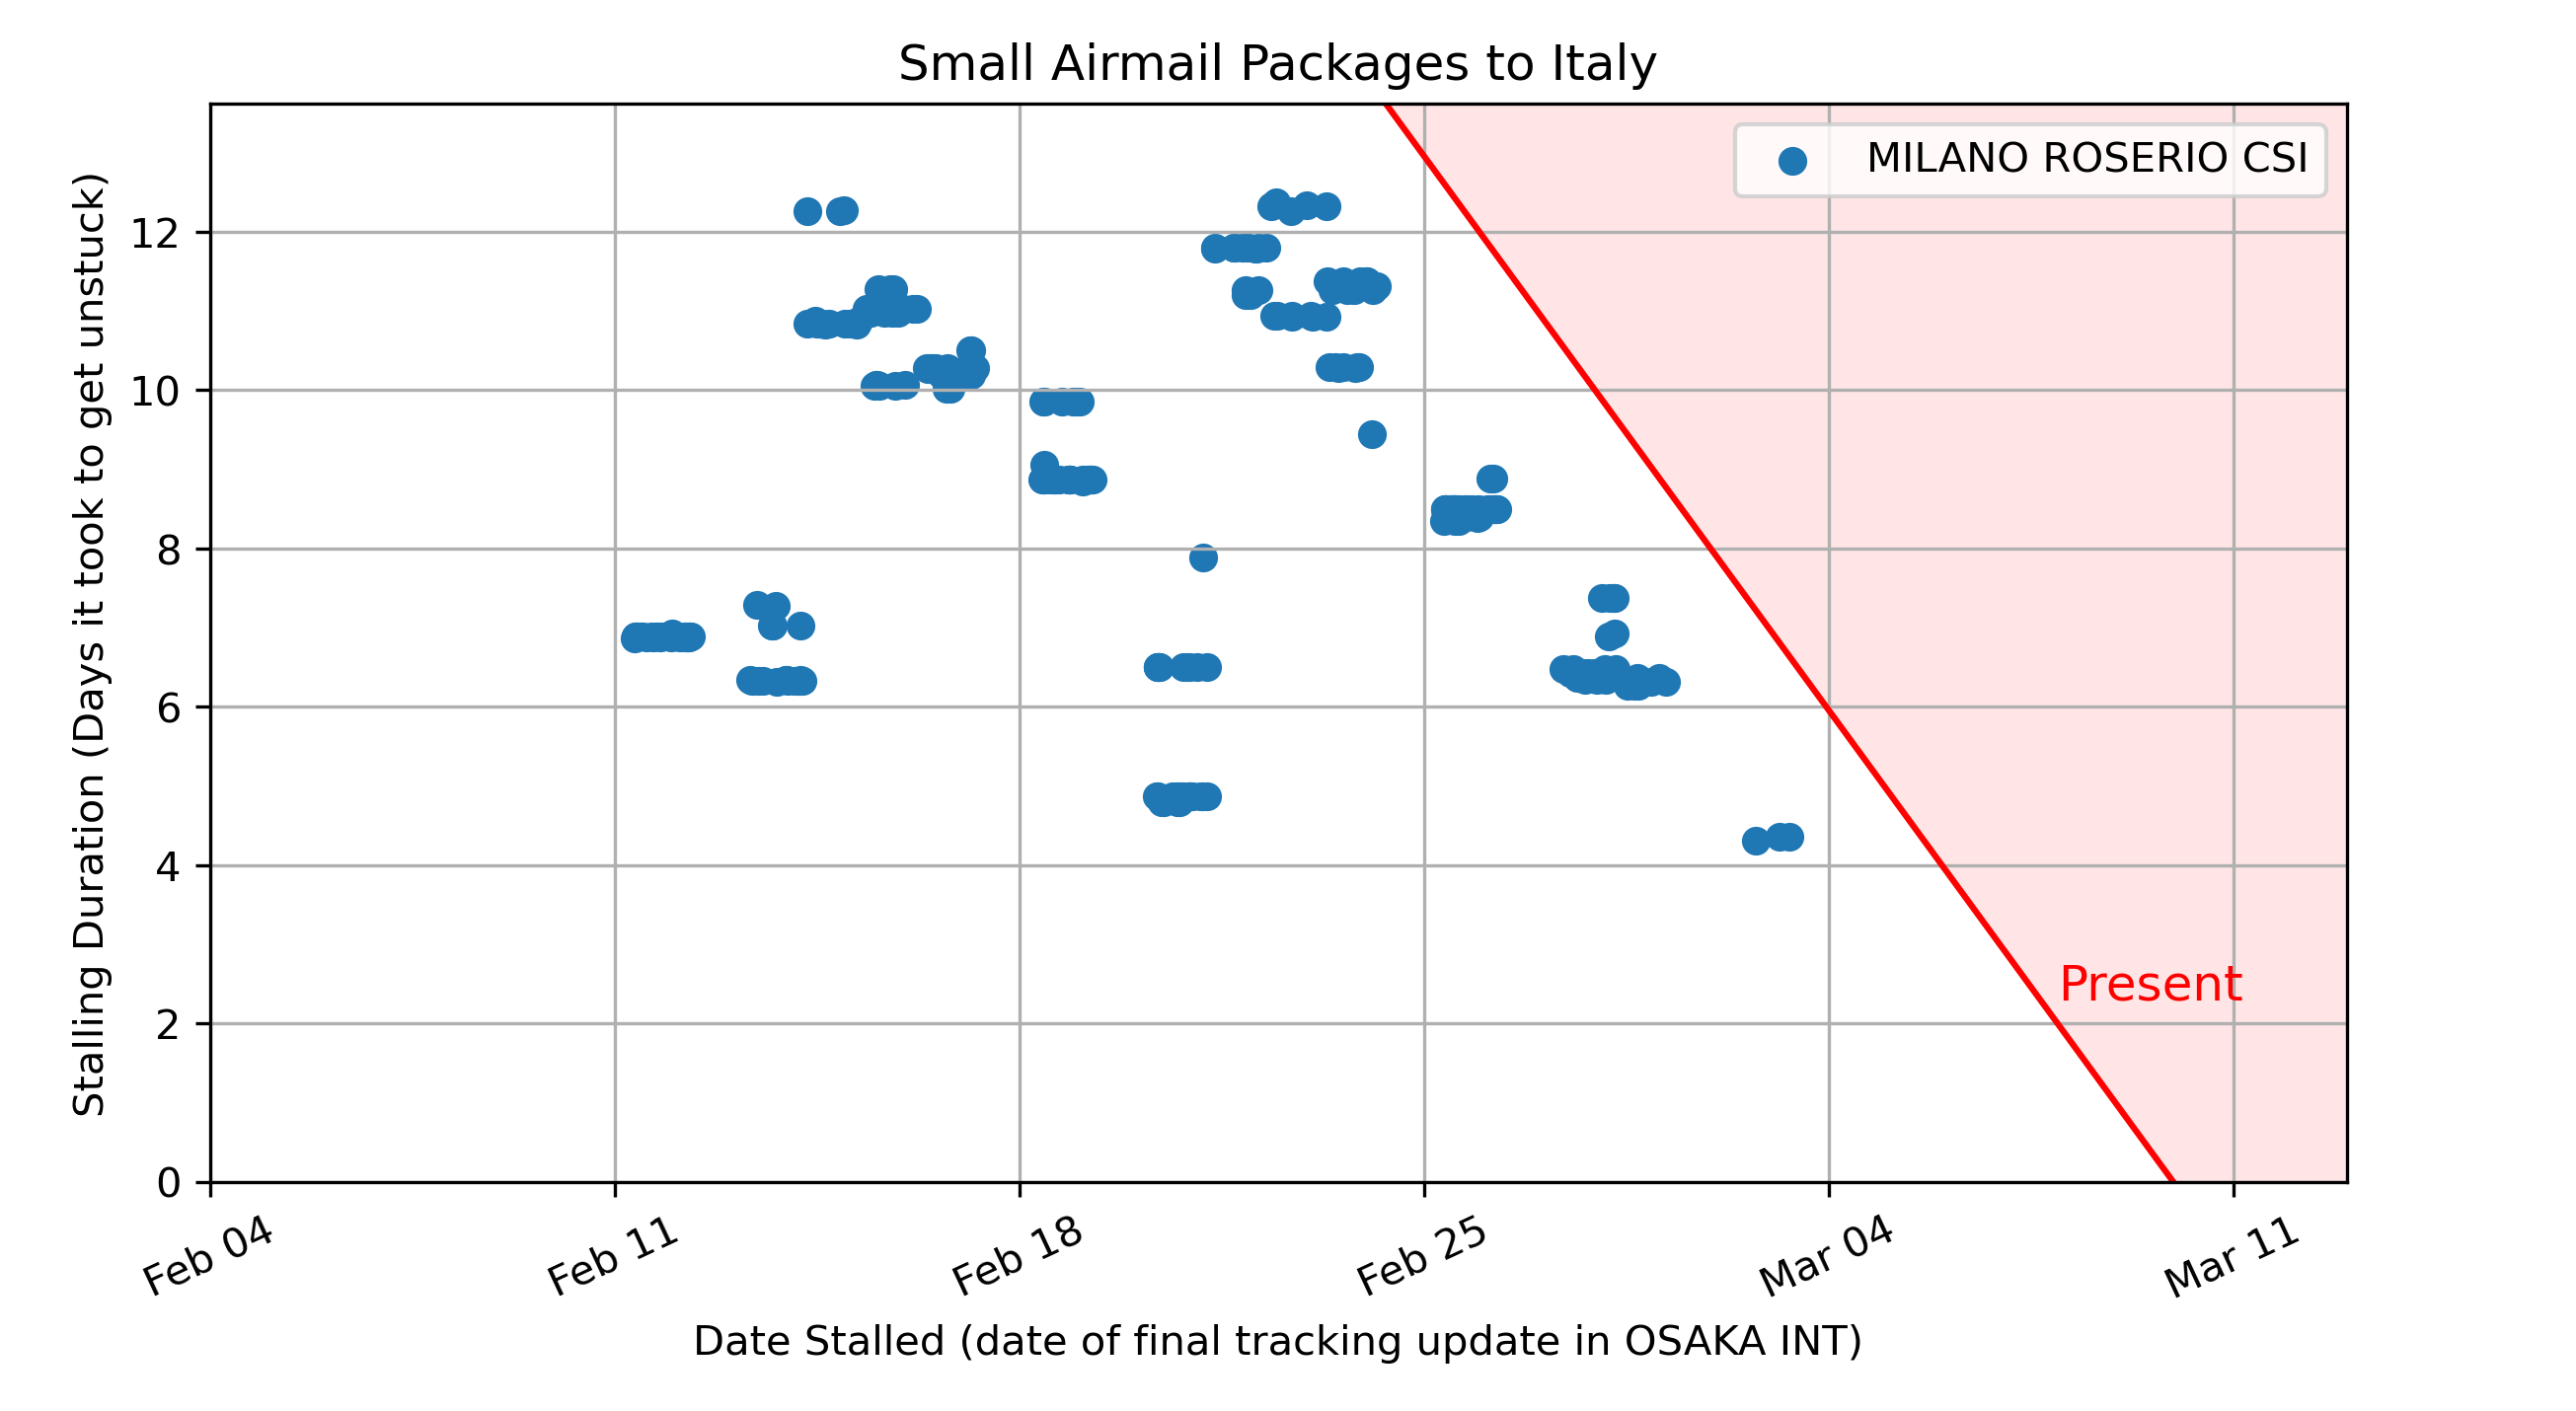 Small Airmail Packages to Italy
MILANO ROSERIO CSI
Stalling Duration (Days it took to get unstuck)
12
10
8
6
4
2
0
Present
Feb 04
Feb 11
Feb 18
Feb 25
Mar 04
Mar 11
Date Stalled (date of final tracking update in OSAKA INT)